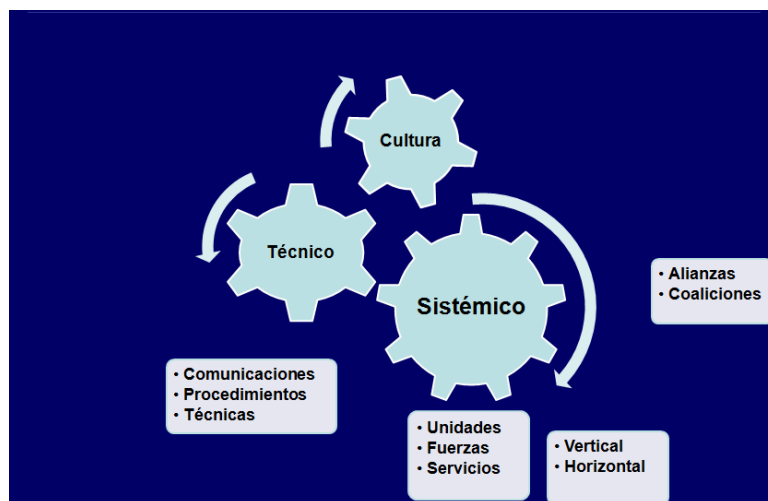 Cultura
Técnico
Sistémico
• Alianzas
• Coaliciones
• Comunicaciones
• Procedimientos
• Técnicas
• Unidades
• Fuerzas
• Servicios
• Vertical
• Horizontal